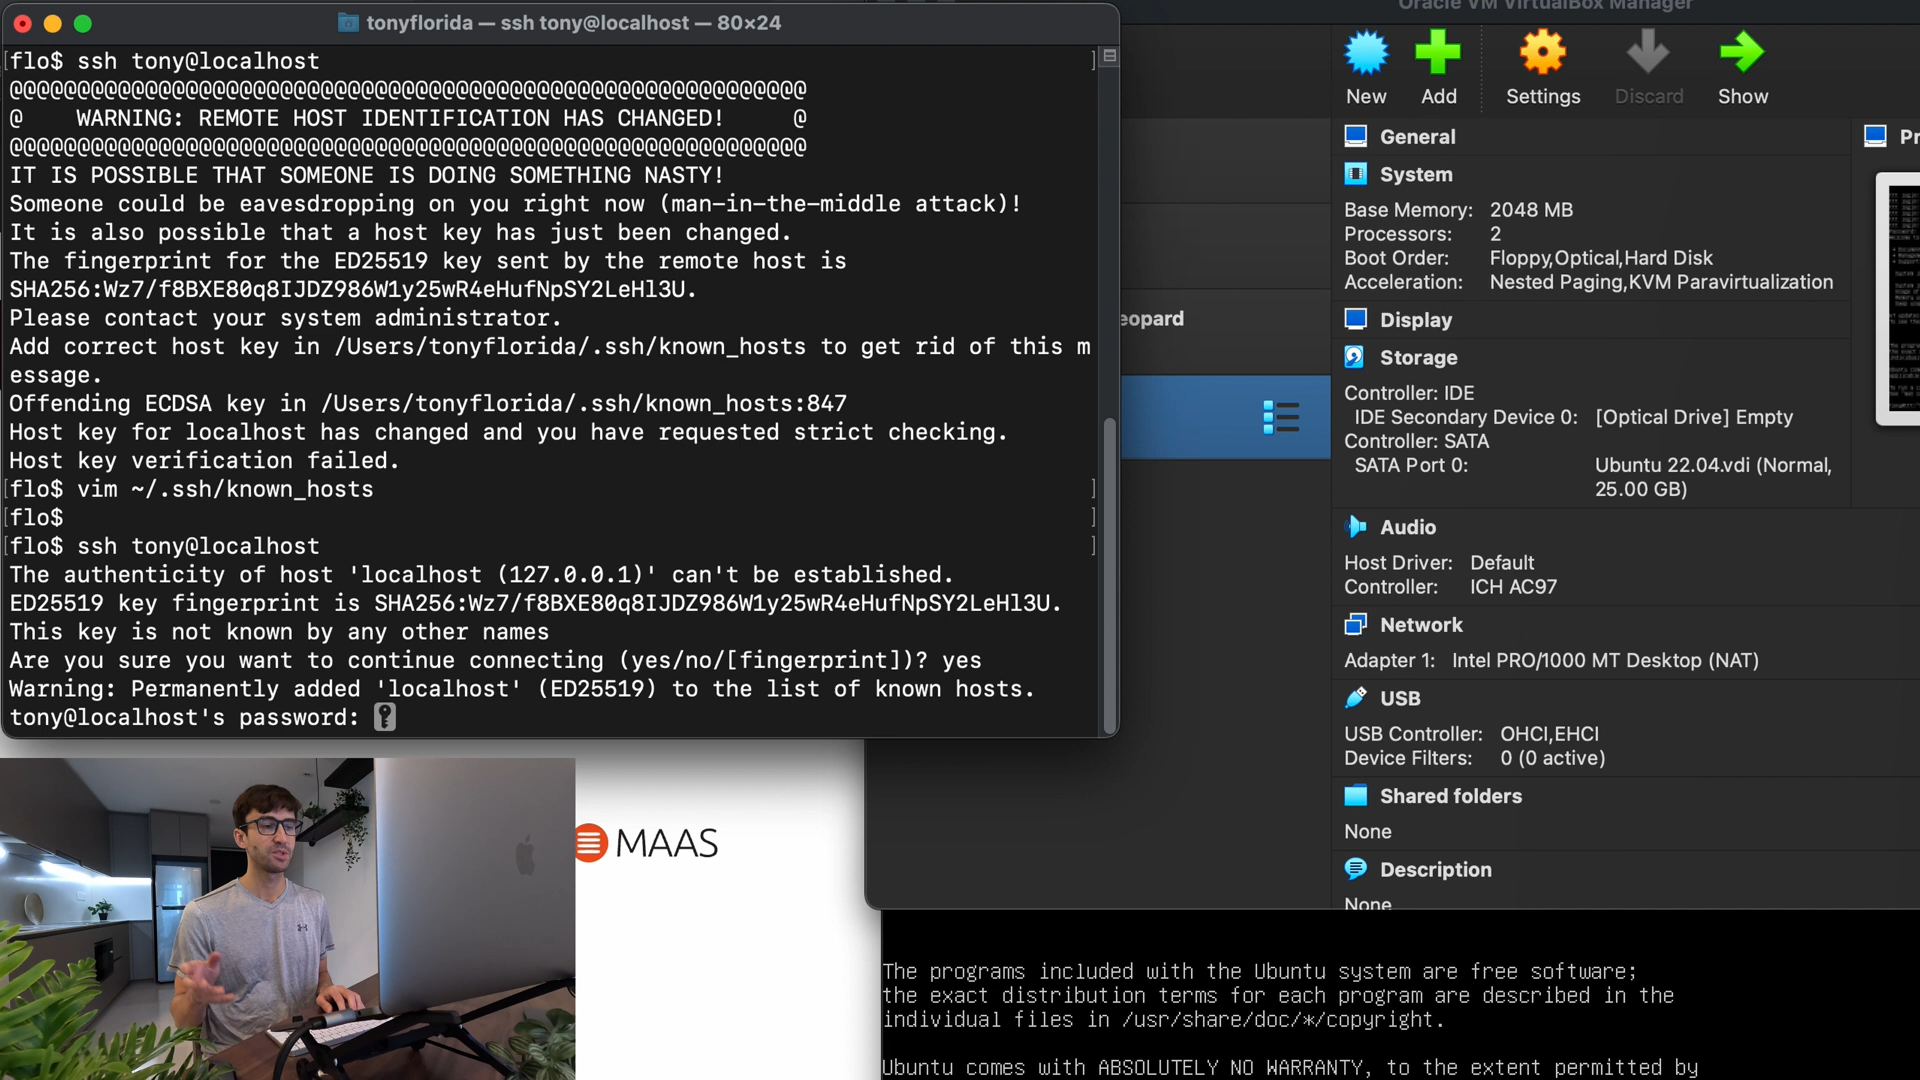 tonyflorida — ssh tony@localhost — 80×24
[flo$ ssh tony@localhost ]
@@@@@@@@@@@@@@@@@@@@@@@@@@@@@@@@@@@@@@@@@@@@@@@@@@@@@@@@@@@
@    WARNING: REMOTE HOST IDENTIFICATION HAS CHANGED!     @
@@@@@@@@@@@@@@@@@@@@@@@@@@@@@@@@@@@@@@@@@@@@@@@@@@@@@@@@@@@
IT IS POSSIBLE THAT SOMEONE IS DOING SOMETHING NASTY!
Someone could be eavesdropping on you right now (man-in-the-middle attack)!
It is also possible that a host key has just been changed.
The fingerprint for the ED25519 key sent by the remote host is
SHA256:Wz7/f8BXE80q8IJDZ986W1y25wR4eHufNpSY2LeHl3U.
Please contact your system administrator.
Add correct host key in /Users/tonyflorida/.ssh/known_hosts to get rid of this m
essage.
Offending ECDSA key in /Users/tonyflorida/.ssh/known_hosts:847
Host key for localhost has changed and you have requested strict checking.
Host key verification failed.
[flo$ vim ~/.ssh/known_hosts ]
[flo$ ]
[flo$ ssh tony@localhost ]
The authenticity of host 'localhost (127.0.0.1)' can't be established.
ED25519 key fingerprint is SHA256:Wz7/f8BXE80q8IJDZ986W1y25wR4eHufNpSY2LeHl3U.
This key is not known by any other names
Are you sure you want to continue connecting (yes/no/[fingerprint])? yes
Warning: Permanently added 'localhost' (ED25519) to the list of known hosts.
tony@localhost's password:
Oracle VM VirtualBox Manager
New Add Settings Discard Show
eopard
General
System
Base Memory: 2048 MB
Processors: 2
Boot Order: Floppy,Optical,Hard Disk
Acceleration: Nested Paging,KVM Paravirtualization
Display
Storage
Controller: IDE
IDE Secondary Device 0: [Optical Drive] Empty
Controller: SATA
SATA Port 0: Ubuntu 22.04.vdi (Normal,
25.00 GB)
Audio
Host Driver: Default
Controller: ICH AC97
Network
Adapter 1: Intel PRO/1000 MT Desktop (NAT)
USB
USB Controller: OHCI,EHCI
Device Filters: 0 (0 active)
Shared folders
None
Description
None
Pr
MAAS
The programs included with the Ubuntu system are free software;
the exact distribution terms for each program are described in the
individual files in /usr/share/doc/*/copyright.
Ubuntu comes with ABSOLUTELY NO WARRANTY, to the extent permitted by